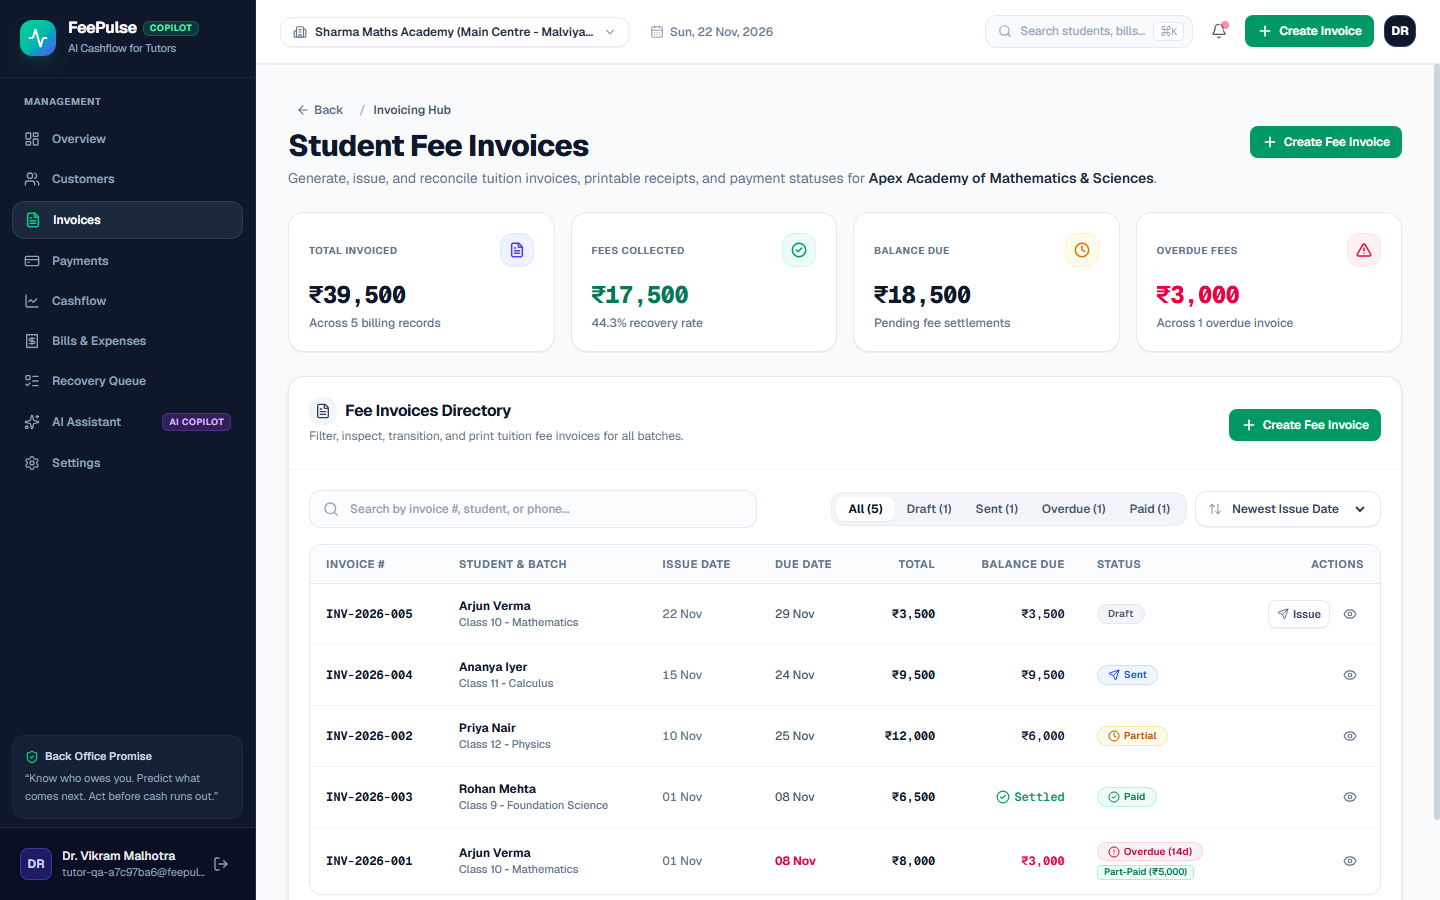 FeePulse COPILOT
AI Cashflow for Tutors
MANAGEMENT
Overview
Customers
Invoices
Payments
Cashflow
Bills & Expenses
Recovery Queue
AI Assistant AI COPILOT
Settings
Back Office Promise
“Know who owes you. Predict what
comes next. Act before cash runs out.”
DR
Dr. Vikram Malhotra
tutor-qa-a7c97ba6@feepul...
Sharma Maths Academy (Main Centre - Malviya...
Sun, 22 Nov, 2026
Search students, bills... ⌘K
+ Create Invoice
DR
← Back / Invoicing Hub
Student Fee Invoices
Generate, issue, and reconcile tuition invoices, printable receipts, and payment statuses for Apex Academy of Mathematics & Sciences.
+ Create Fee Invoice
TOTAL INVOICED
₹39,500
Across 5 billing records
FEES COLLECTED
₹17,500
44.3% recovery rate
BALANCE DUE
₹18,500
Pending fee settlements
OVERDUE FEES
₹3,000
Across 1 overdue invoice
Fee Invoices Directory
Filter, inspect, transition, and print tuition fee invoices for all batches.
+ Create Fee Invoice
Search by invoice #, student, or phone...
All (5) Draft (1) Sent (1) Overdue (1) Paid (1)
Newest Issue Date
INVOICE # STUDENT & BATCH ISSUE DATE DUE DATE TOTAL BALANCE DUE STATUS ACTIONS
INV-2026-005 Arjun Verma 22 Nov 29 Nov ₹3,500 ₹3,500 Draft Issue
Class 10 - Mathematics
INV-2026-004 Ananya Iyer 15 Nov 24 Nov ₹9,500 ₹9,500 Sent
Class 11 - Calculus
INV-2026-002 Priya Nair 10 Nov 25 Nov ₹12,000 ₹6,000 Partial
Class 12 - Physics
INV-2026-003 Rohan Mehta 01 Nov 08 Nov ₹6,500 Settled Paid
Class 9 - Foundation Science
INV-2026-001 Arjun Verma 01 Nov 08 Nov ₹8,000 ₹3,000 Overdue (14d)
Class 10 - Mathematics Part-Paid (₹5,000)